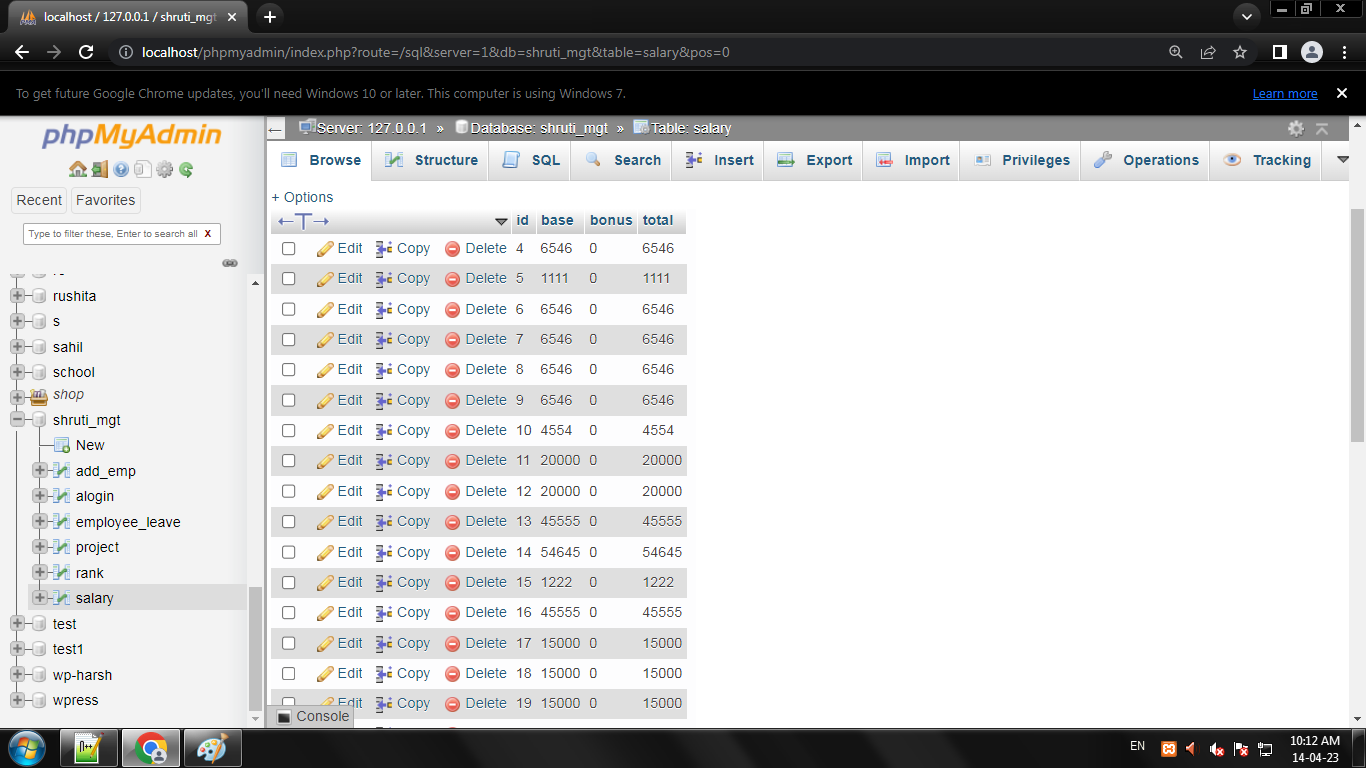 localhost / 127.0.0.1 / shruti_mgt
localhost/phpmyadmin/index.php?route=/sql&server=1&db=shruti_mgt&table=salary&pos=0
To get future Google Chrome updates, you'll need Windows 10 or later. This computer is using Windows 7.
Learn more
phpMyAdmin
Recent Favorites
Type to filter these, Enter to search all X
rushita
s
sahil
school
shop
shruti_mgt
New
add_emp
alogin
employee_leave
project
rank
salary
test
test1
wp-harsh
wpress
Server: 127.0.0.1 » Database: shruti_mgt » Table: salary
Browse Structure SQL Search Insert Export Import Privileges Operations Tracking
+ Options
id base bonus total
Edit Copy Delete 4 6546 0 6546
Edit Copy Delete 5 1111 0 1111
Edit Copy Delete 6 6546 0 6546
Edit Copy Delete 7 6546 0 6546
Edit Copy Delete 8 6546 0 6546
Edit Copy Delete 9 6546 0 6546
Edit Copy Delete 10 4554 0 4554
Edit Copy Delete 11 20000 0 20000
Edit Copy Delete 12 20000 0 20000
Edit Copy Delete 13 45555 0 45555
Edit Copy Delete 14 54645 0 54645
Edit Copy Delete 15 1222 0 1222
Edit Copy Delete 16 45555 0 45555
Edit Copy Delete 17 15000 0 15000
Edit Copy Delete 18 15000 0 15000
Edit Copy Delete 19 15000 0 15000
Console
EN
10:12 AM
14-04-23